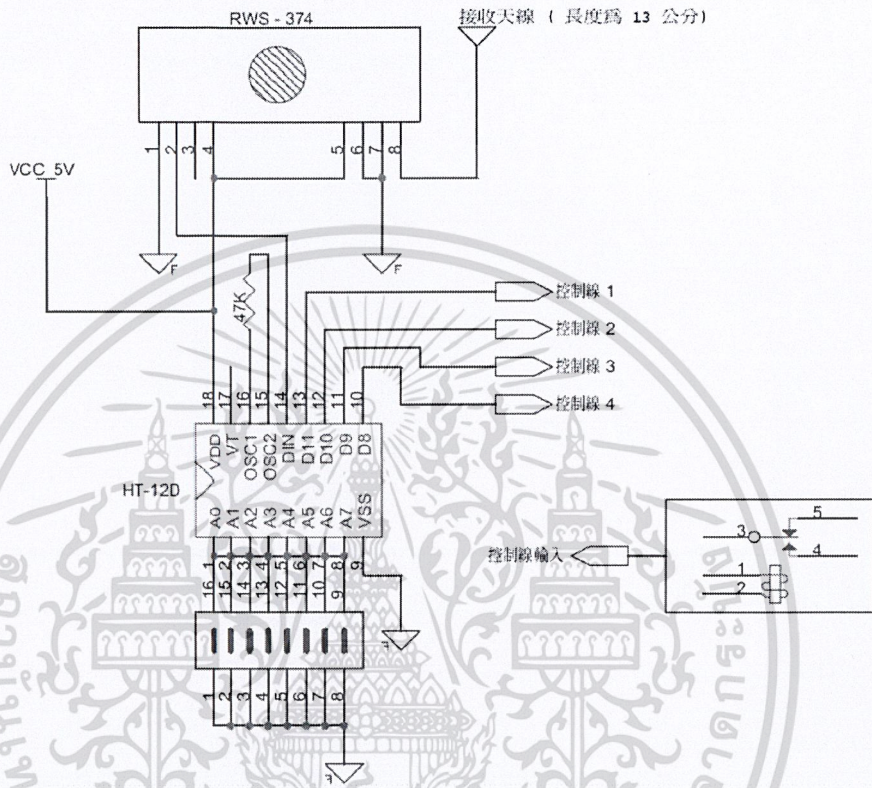 RWS - 374
接收天線 ( 長度爲 13 公分)
1 2 3 4 5 6 7 8
VCC 5V
F
F
47K
控制線 1
控制線 2
控制線 3
控制線 4
18 17 16 15 14 13 12 11 10
VDD VT OSC1 OSC2 DIN D11 D10 D9 D8
HT-12D
A0 A1 A2 A3 A4 A5 A6 A7 VSS
1 2 3 4 5 6 7 8 9
16 15 14 13 12 11 10 9
F
1 2 3 4 5 6 7 8
F
控制線輸入
3
5
4
1
2